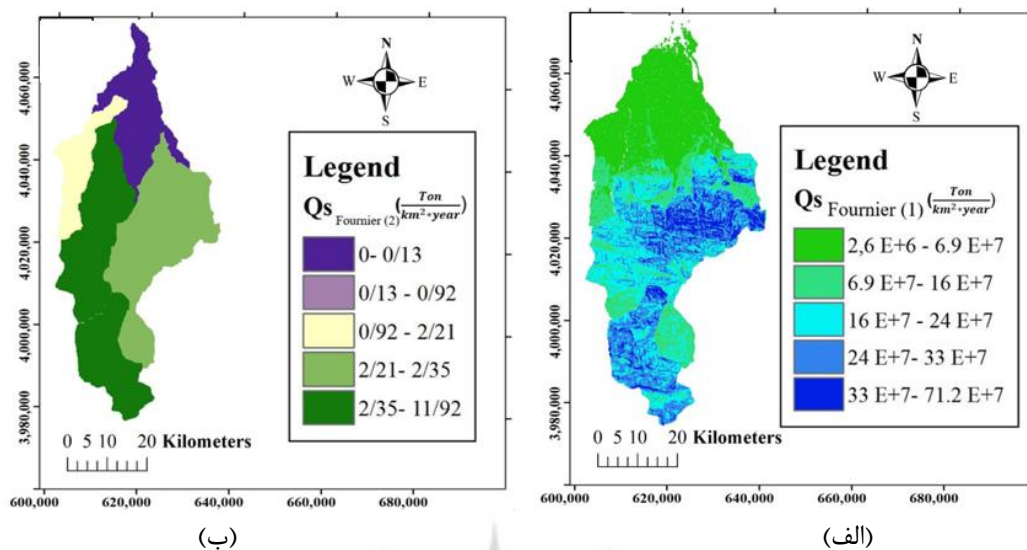 N
W
E
S
Legend
Qs Fournier (2) (Ton/km²*year)
0- 0/13
0/13 - 0/92
0/92 - 2/21
2/21- 2/35
2/35- 11/92
4,060,000
4,040,000
4,020,000
4,000,000
3,980,000
0 5 10 20 Kilometers
600,000 620,000 640,000 660,000 680,000
(ب)
N
W
E
S
Legend
Qs Fournier (1) (Ton/km²*year)
2,6 E+6 - 6.9 E+7
6.9 E+7- 16 E+7
16 E+7 - 24 E+7
24 E+7- 33 E+7
33 E+7- 71.2 E+7
4,060,000
4,040,000
4,020,000
4,000,000
3,980,000
0 5 10 20 Kilometers
600,000 620,000 640,000 660,000 680,000
(الف)